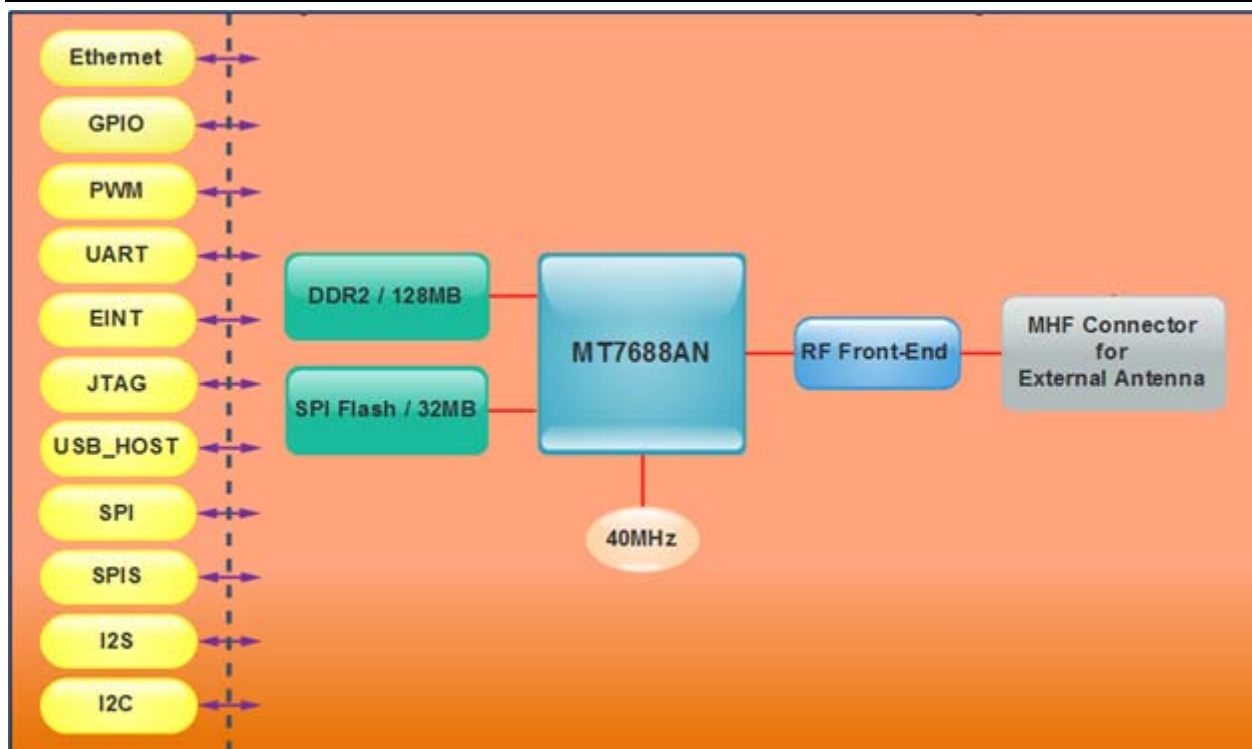 Ethernet
GPIO
PWM
UART
EINT
JTAG
USB_HOST
SPI
SPIS
I2S
I2C
DDR2 / 128MB
SPI Flash / 32MB
MT7688AN
40MHz
RF Front-End
MHF Connector
for
External Antenna